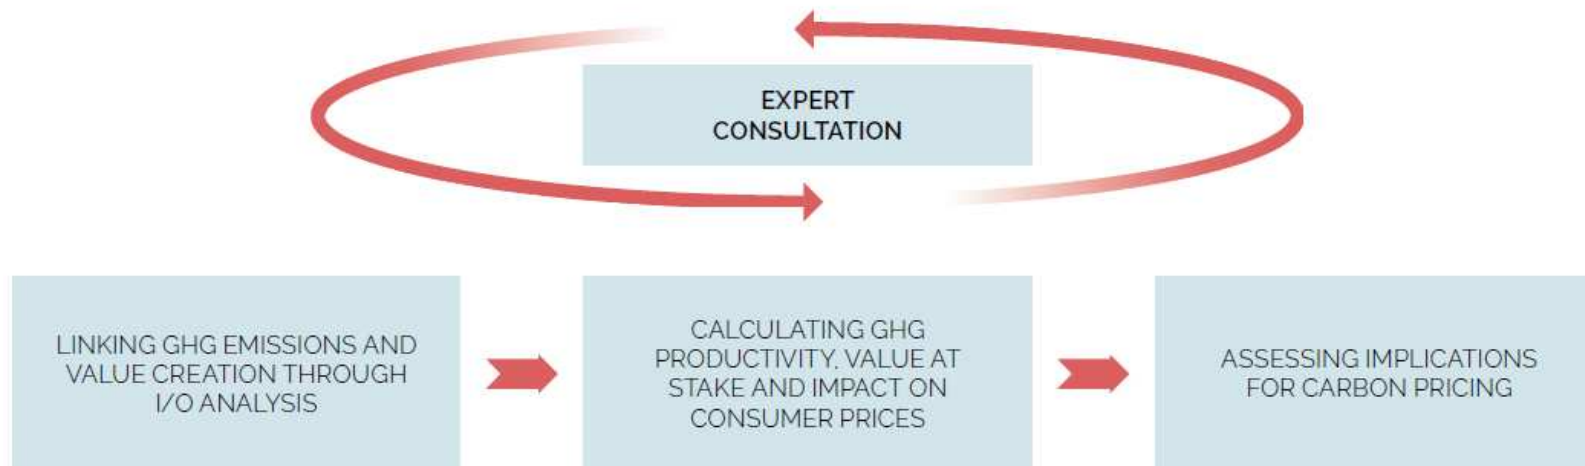 EXPERT
CONSULTATION
LINKING GHG EMISSIONS AND
VALUE CREATION THROUGH
I/O ANALYSIS
CALCULATING GHG
PRODUCTIVITY, VALUE AT
STAKE AND IMPACT ON
CONSUMER PRICES
ASSESSING IMPLICATIONS
FOR CARBON PRICING